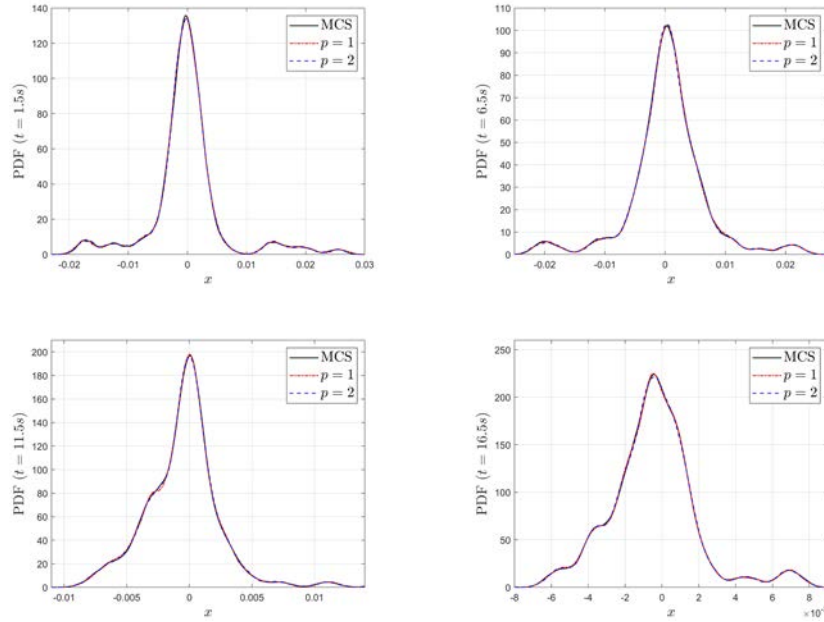 PDF (t = 1.5s)
140
120
100
80
60
40
20
0
-0.02 -0.01 0 0.01 0.02 0.03
x
MCS
p = 1
p = 2
PDF (t = 6.5s)
110
100
90
80
70
60
50
40
30
20
10
0
-0.02 -0.01 0 0.01 0.02
x
MCS
p = 1
p = 2
PDF (t = 11.5s)
200
180
160
140
120
100
80
60
40
20
0
-0.01 -0.005 0 0.005 0.01
x
MCS
p = 1
p = 2
PDF (t = 16.5s)
250
200
150
100
50
0
-8 -6 -4 -2 0 2 4 6 8
x
MCS
p = 1
p = 2